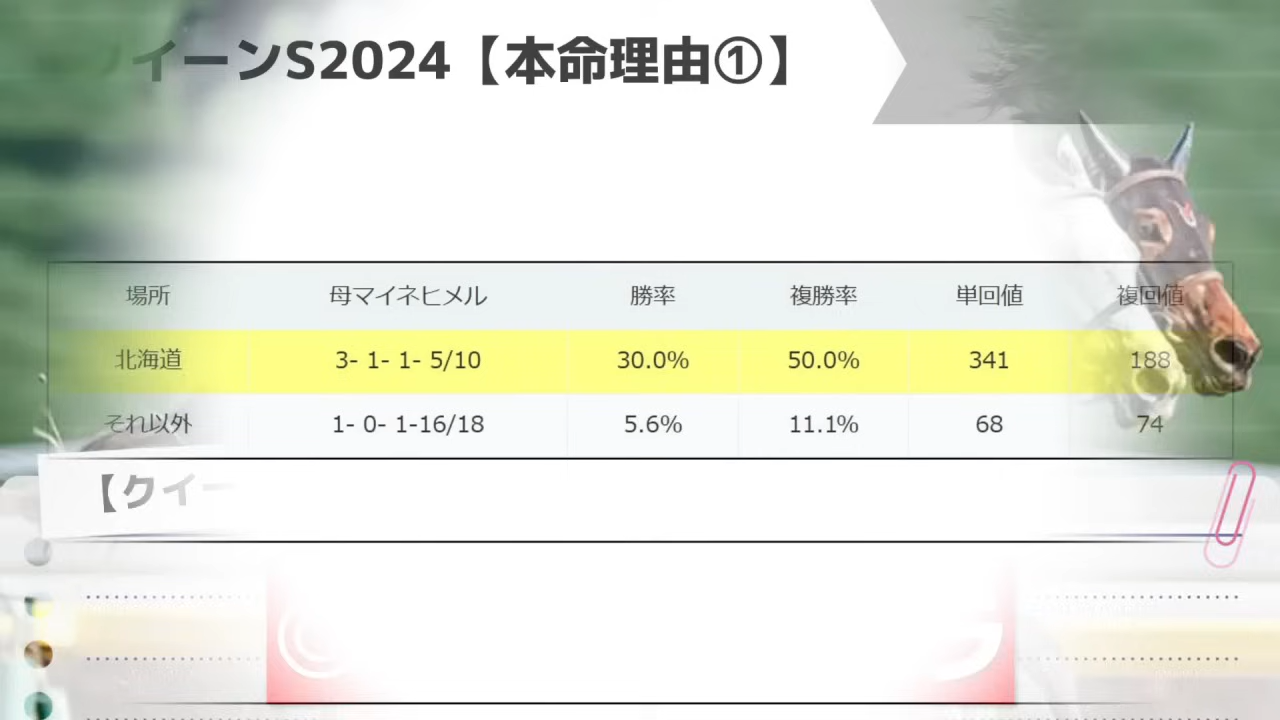 イーンS2024【本命理由①】
場所 母マイネヒメル 勝率 複勝率 単回値 複回値
北海道 3- 1- 1- 5/10 30.0% 50.0% 341 188
それ以外 1- 0- 1-16/18 5.6% 11.1% 68 74
【クイー